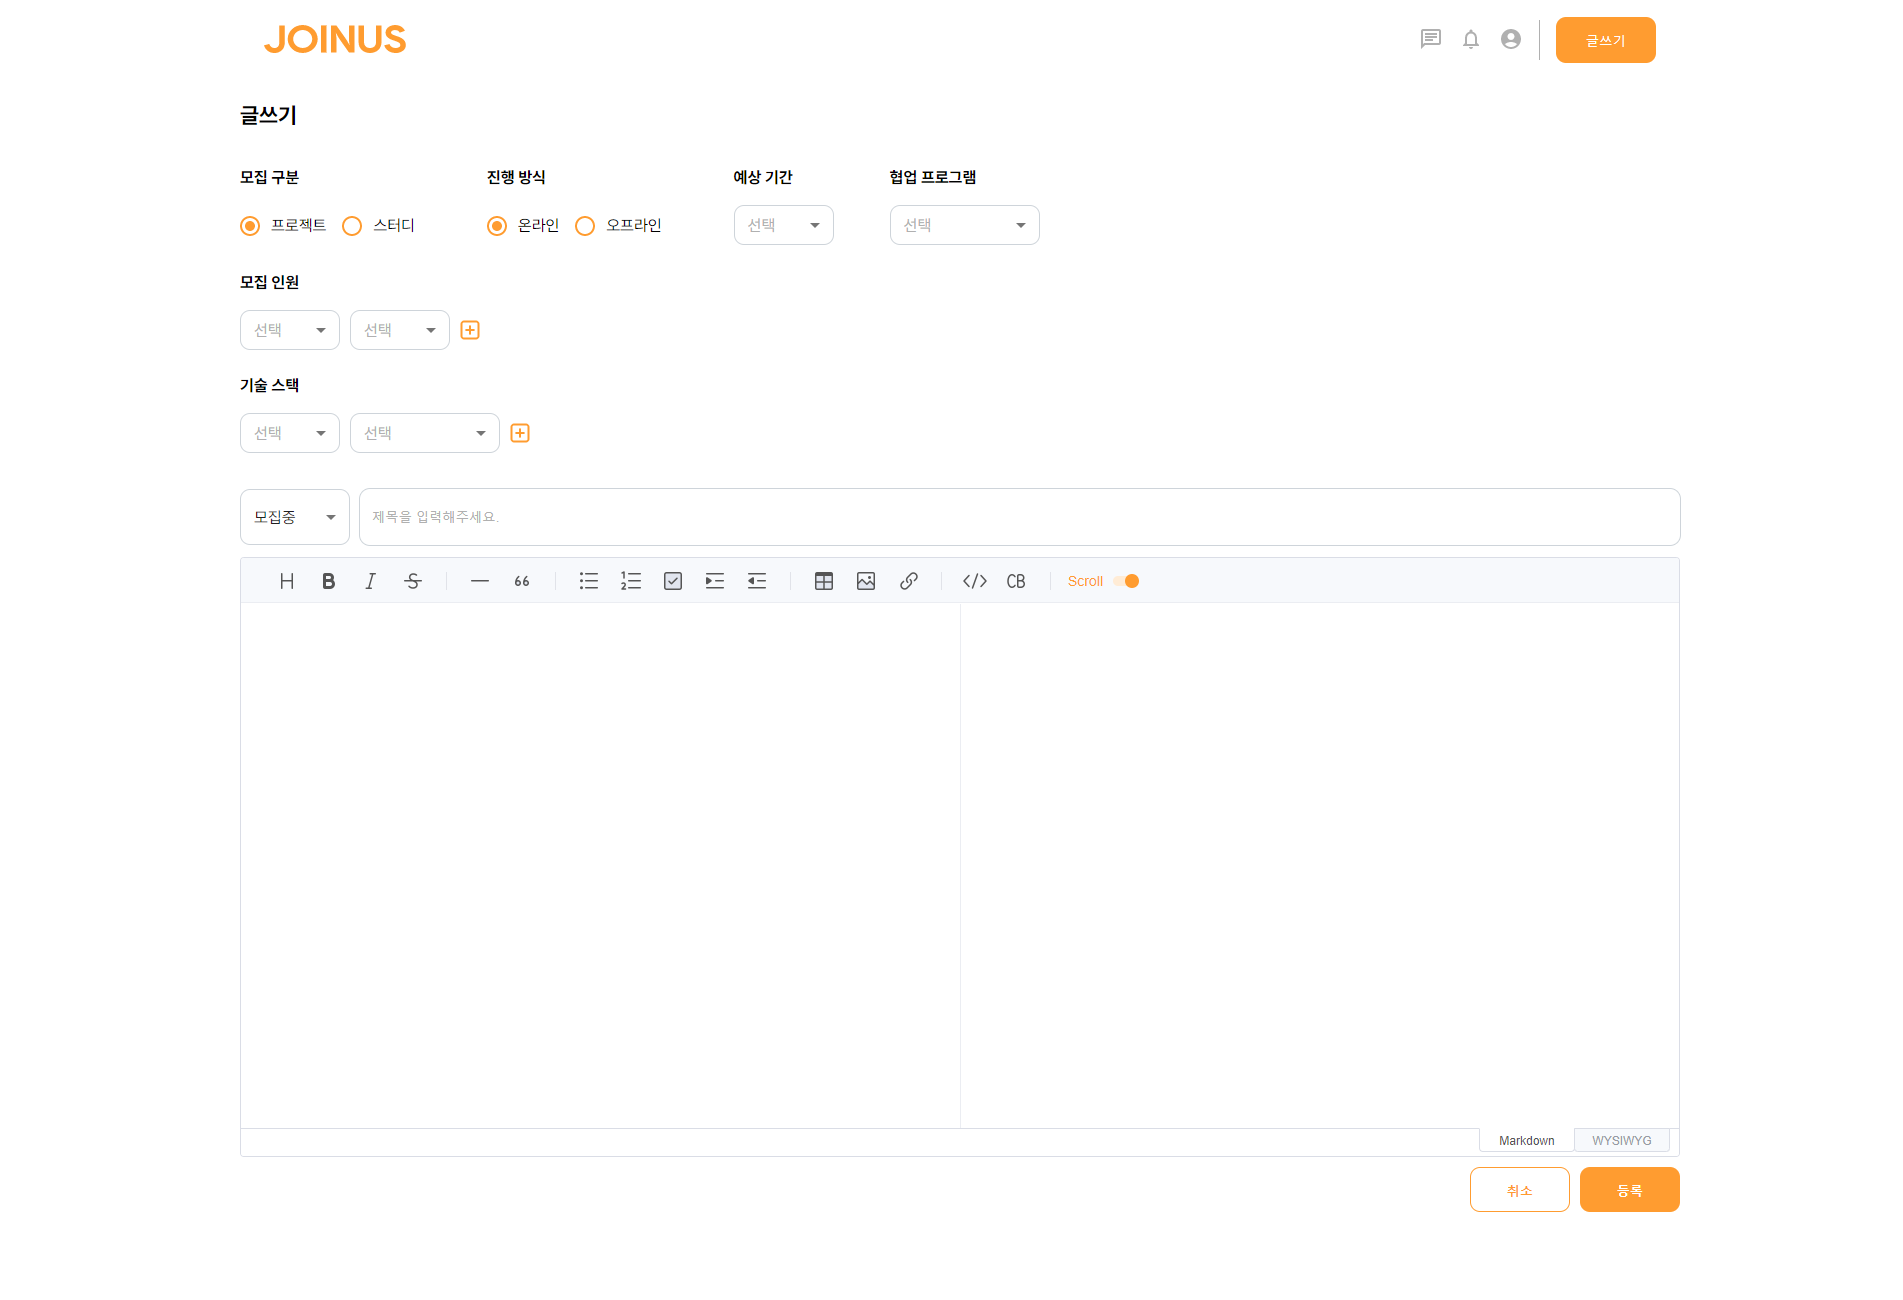 JOINUS
글쓰기
글쓰기
모집 구분 진행 방식 예상 기간 협업 프로그램
프로젝트 스터디 온라인 오프라인 선택 선택
모집 인원
선택 선택
기술 스택
선택 선택
모집중 제목을 입력해주세요.
Scroll
CB
Markdown WYSIWYG
취소 등록